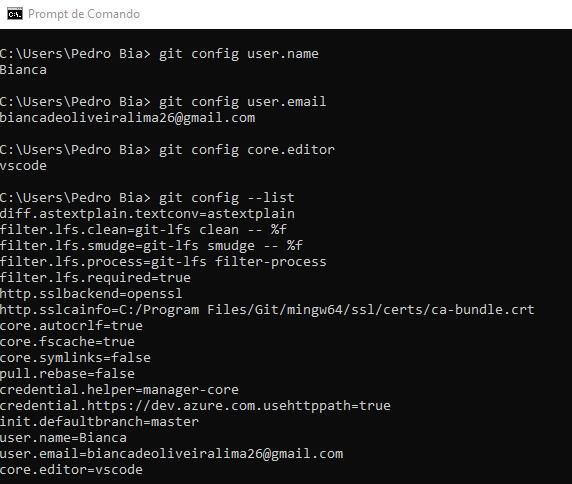 Prompt de Comando
C:\Users\Pedro Bia> git config user.name
Bianca
C:\Users\Pedro Bia> git config user.email
biancadeoliveiralima26@gmail.com
C:\Users\Pedro Bia> git config core.editor
vscode
C:\Users\Pedro Bia> git config --list
diff.astextplain.textconv=astextplain
filter.lfs.clean=git-lfs clean -- %f
filter.lfs.smudge=git-lfs smudge -- %f
filter.lfs.process=git-lfs filter-process
filter.lfs.required=true
http.sslbackend=openssl
http.sslcainfo=C:/Program Files/Git/mingw64/ssl/certs/ca-bundle.crt
core.autocrlf=true
core.fscache=true
core.symlinks=false
pull.rebase=false
credential.helper=manager-core
credential.https://dev.azure.com.usehttppath=true
init.defaultbranch=master
user.name=Bianca
user.email=biancadeoliveiralima26@gmail.com
core.editor=vscode